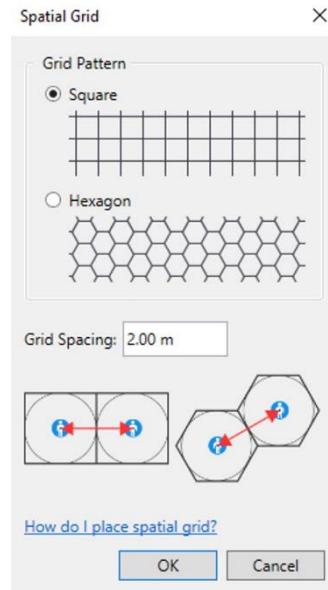 Spatial Grid
Grid Pattern
Square
Hexagon
Grid Spacing: 2.00 m
How do I place spatial grid?
OK Cancel